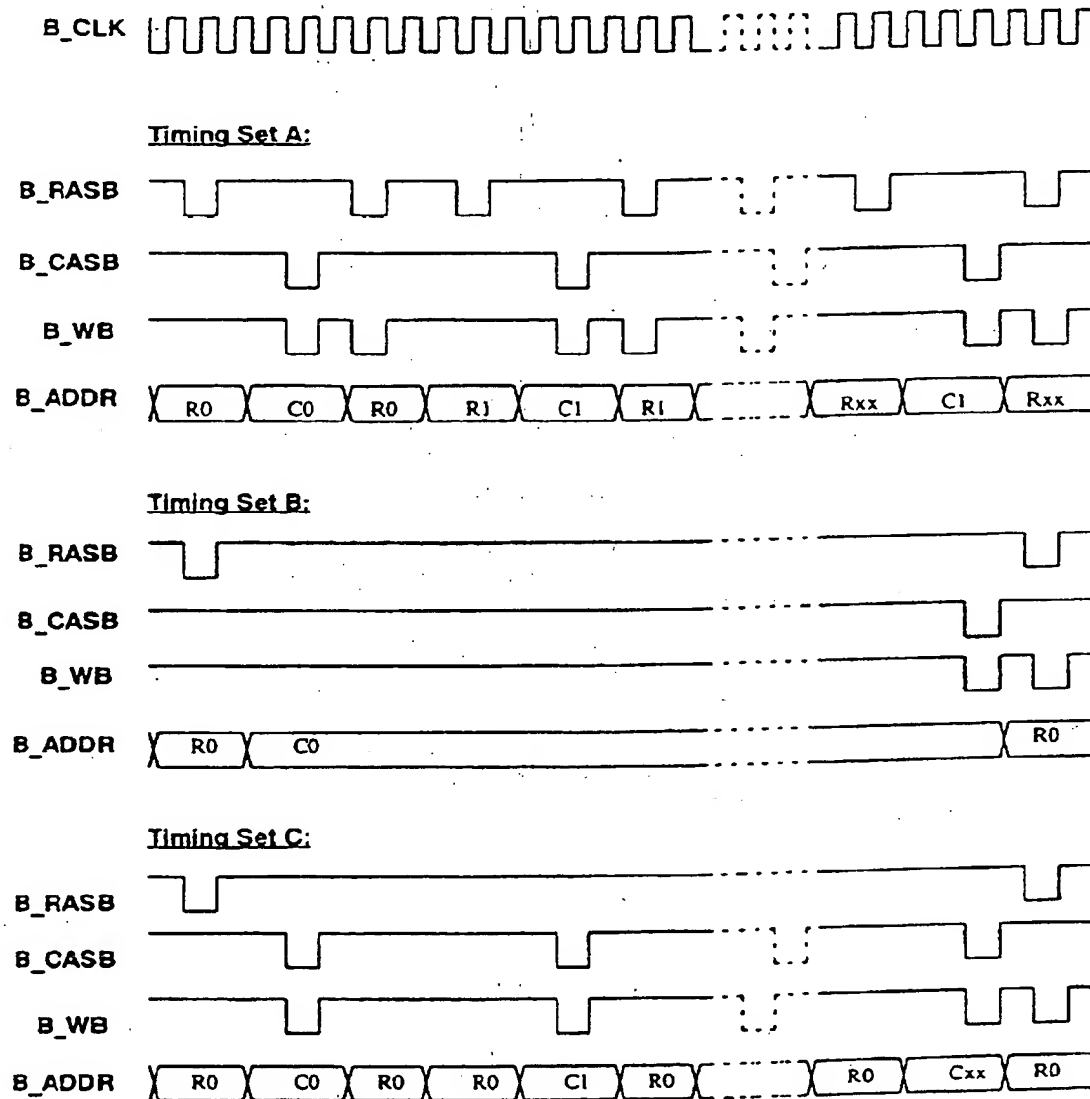 B_CLK
Timing Set A:
B_RASB
B_CASB
B_WB
B_ADDR R0 C0 R0 R1 C1 R1 Rxx C1 Rxx
Timing Set B:
B_RASB
B_CASB
B_WB
B_ADDR R0 C0 R0
Timing Set C:
B_RASB
B_CASB
B_WB
B_ADDR R0 C0 R0 R0 C1 R0 R0 Cxx R0